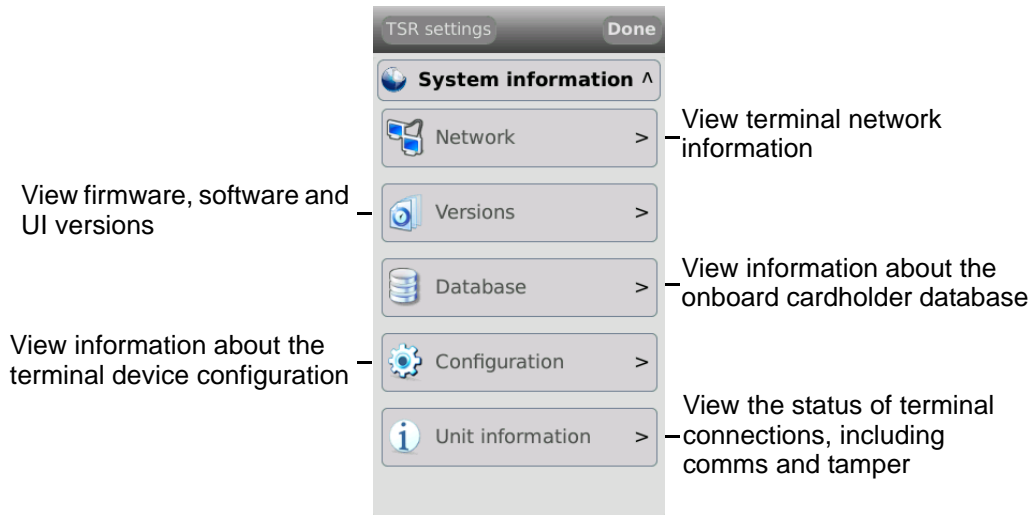 TSR settings Done
System information ^
Network >
View terminal network
information
View firmware, software and
UI versions
Versions >
Database >
View information about the
onboard cardholder database
View information about the
terminal device configuration
Configuration >
Unit information >
View the status of terminal
connections, including
comms and tamper